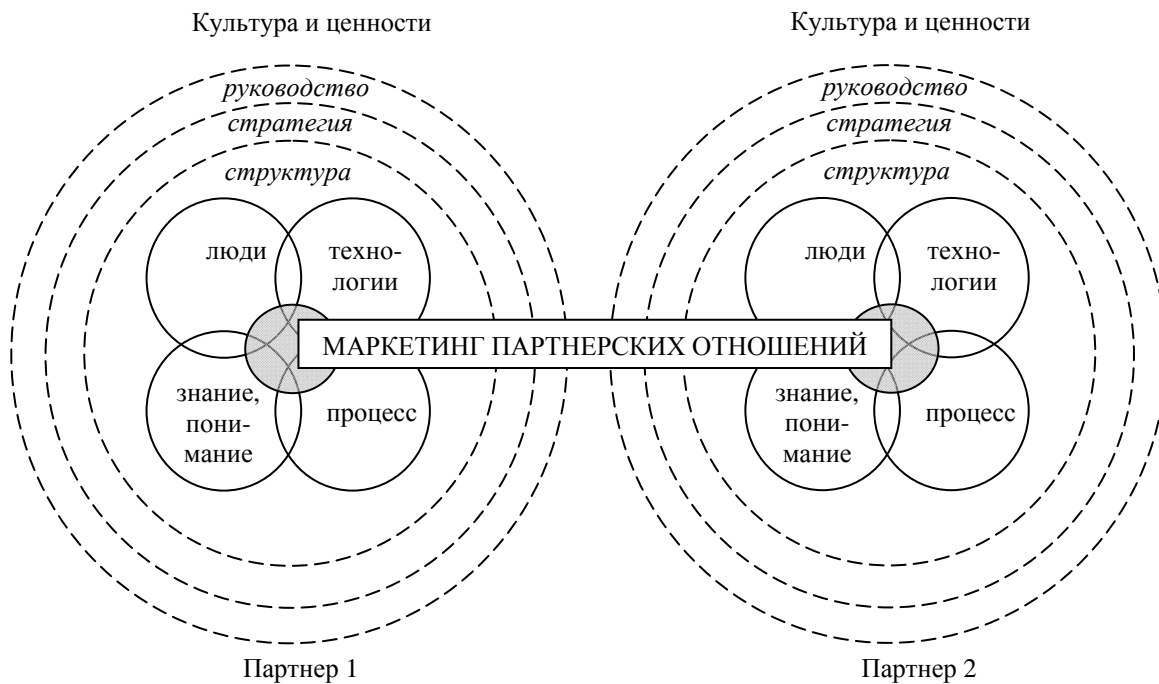 Культура и ценности
руководство
стратегия
структура
люди
техно-
логии
знание,
пони-
мание
процесс
Партнер 1
МАРКЕТИНГ ПАРТНЕРСКИХ ОТНОШЕНИЙ
Культура и ценности
руководство
стратегия
структура
люди
техно-
логии
знание,
пони-
мание
процесс
Партнер 2